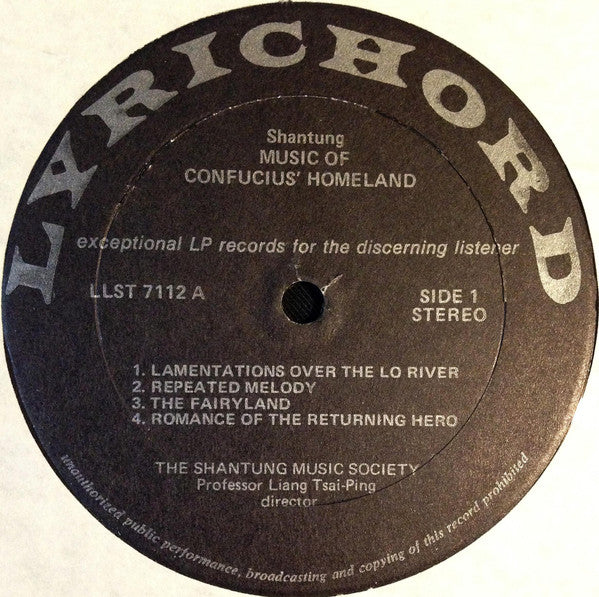 LYRICHORD
Shantung
MUSIC OF
CONFUCIUS' HOMELAND
exceptional LP records for the discerning listener
LLST 7112 A
SIDE 1
STEREO
1. LAMENTATIONS OVER THE LO RIVER
2. REPEATED MELODY
3. THE FAIRYLAND
4. ROMANCE OF THE RETURNING HERO
THE SHANTUNG MUSIC SOCIETY
Professor Liang Tsai-Ping
director
unauthorized public performance, broadcasting and copying of this record prohibited